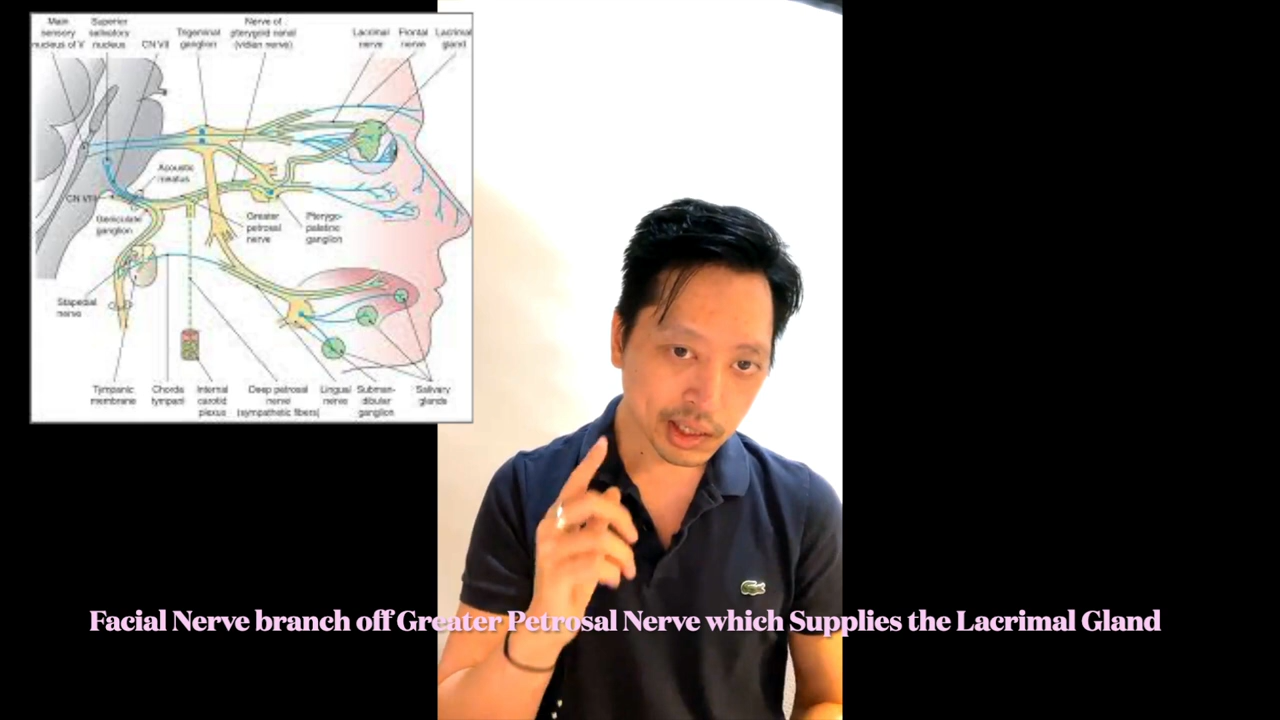 Main sensory nucleus of V
Superior salivatory nucleus
CN VII
Trigeminal ganglion
Nerve of pterygoid canal (vidian nerve)
Lacrimal nerve
Frontal nerve
Lacrimal gland
Acoustic meatus
CN VIII
Geniculate ganglion
Greater petrosal nerve
Pterygo-palatine ganglion
Stapedial nerve
Tympanic membrane
Chorda tympani
Internal carotid plexus
Deep petrosal nerve (sympathetic fibers)
Lingual nerve
Subman-dibular ganglion
Salivary glands
Facial Nerve branch off Greater Petrosal Nerve which Supplies the Lacrimal Gland